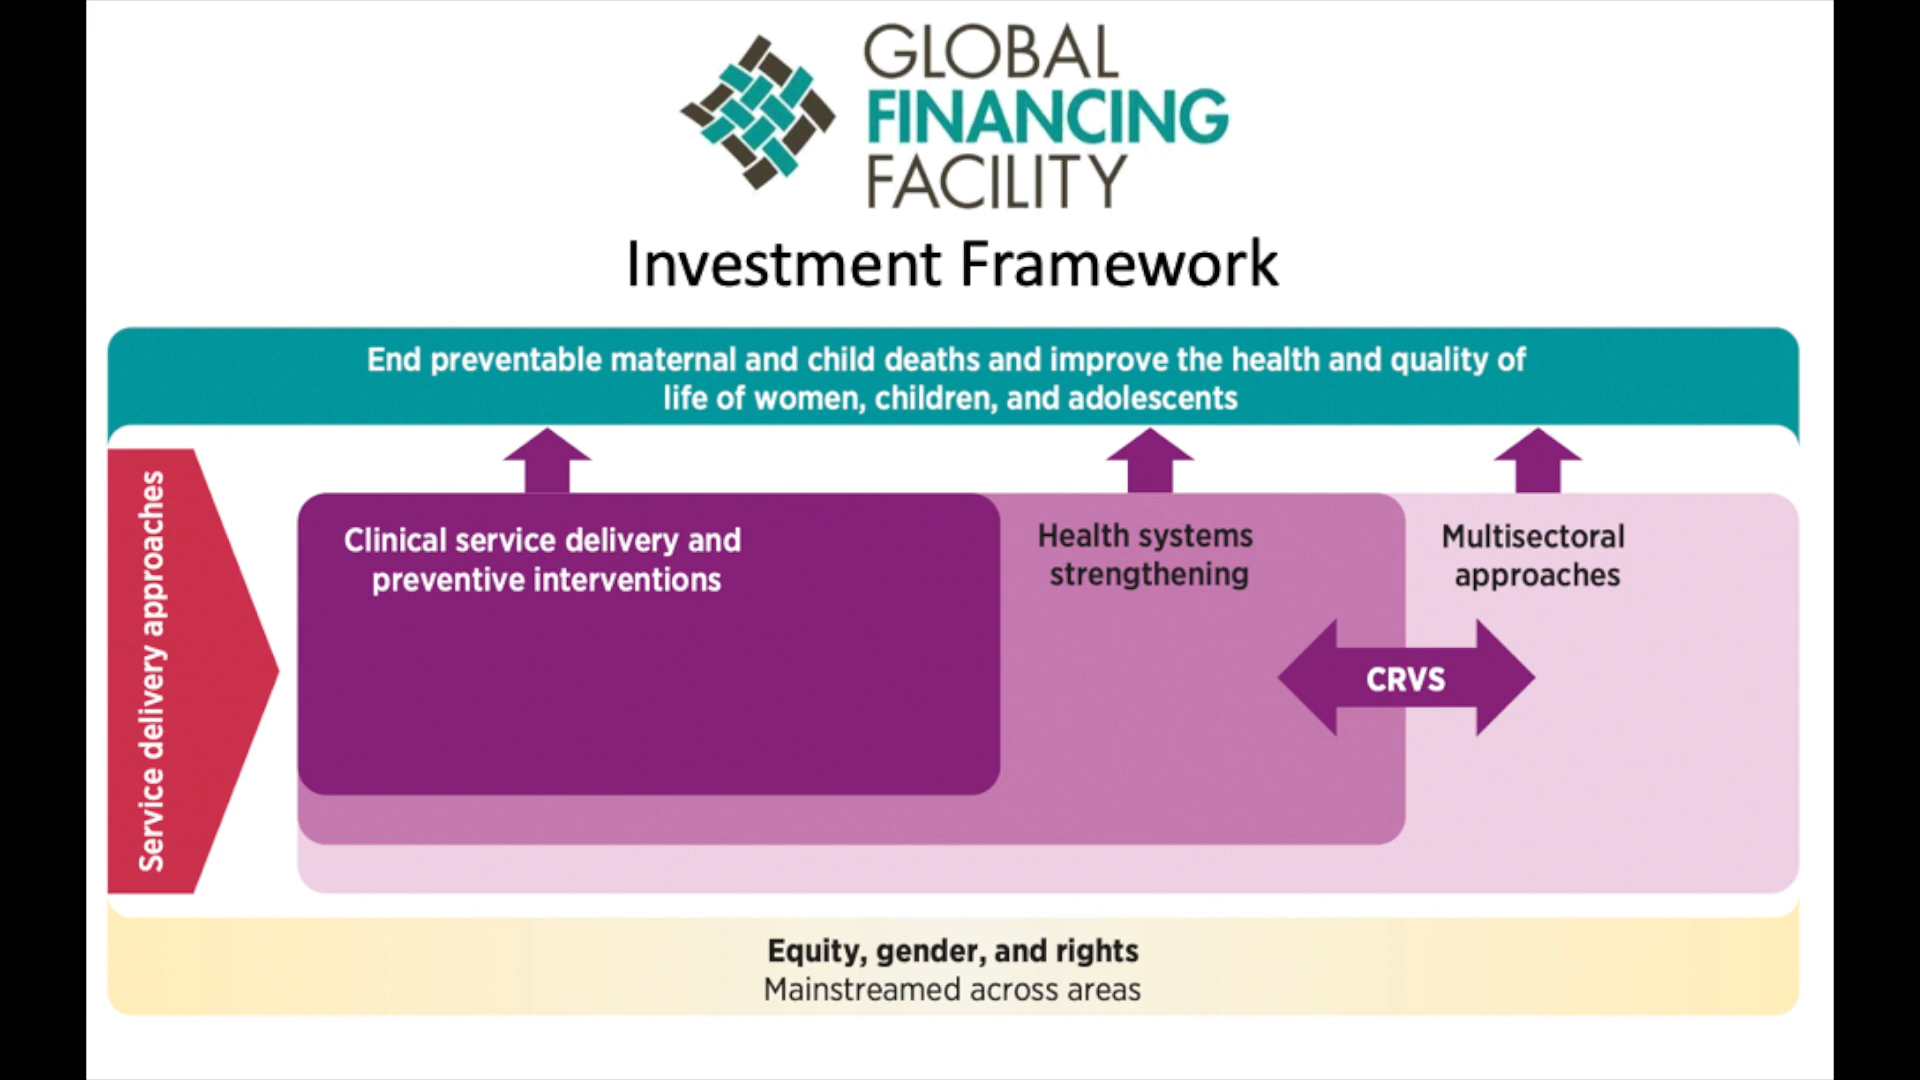 GLOBAL
FINANCING
FACILITY
Investment Framework
End preventable maternal and child deaths and improve the health and quality of
life of women, children, and adolescents
Service delivery approaches
Clinical service delivery and
preventive interventions
Health systems
strengthening
Multisectoral
approaches
CRVS
Equity, gender, and rights
Mainstreamed across areas